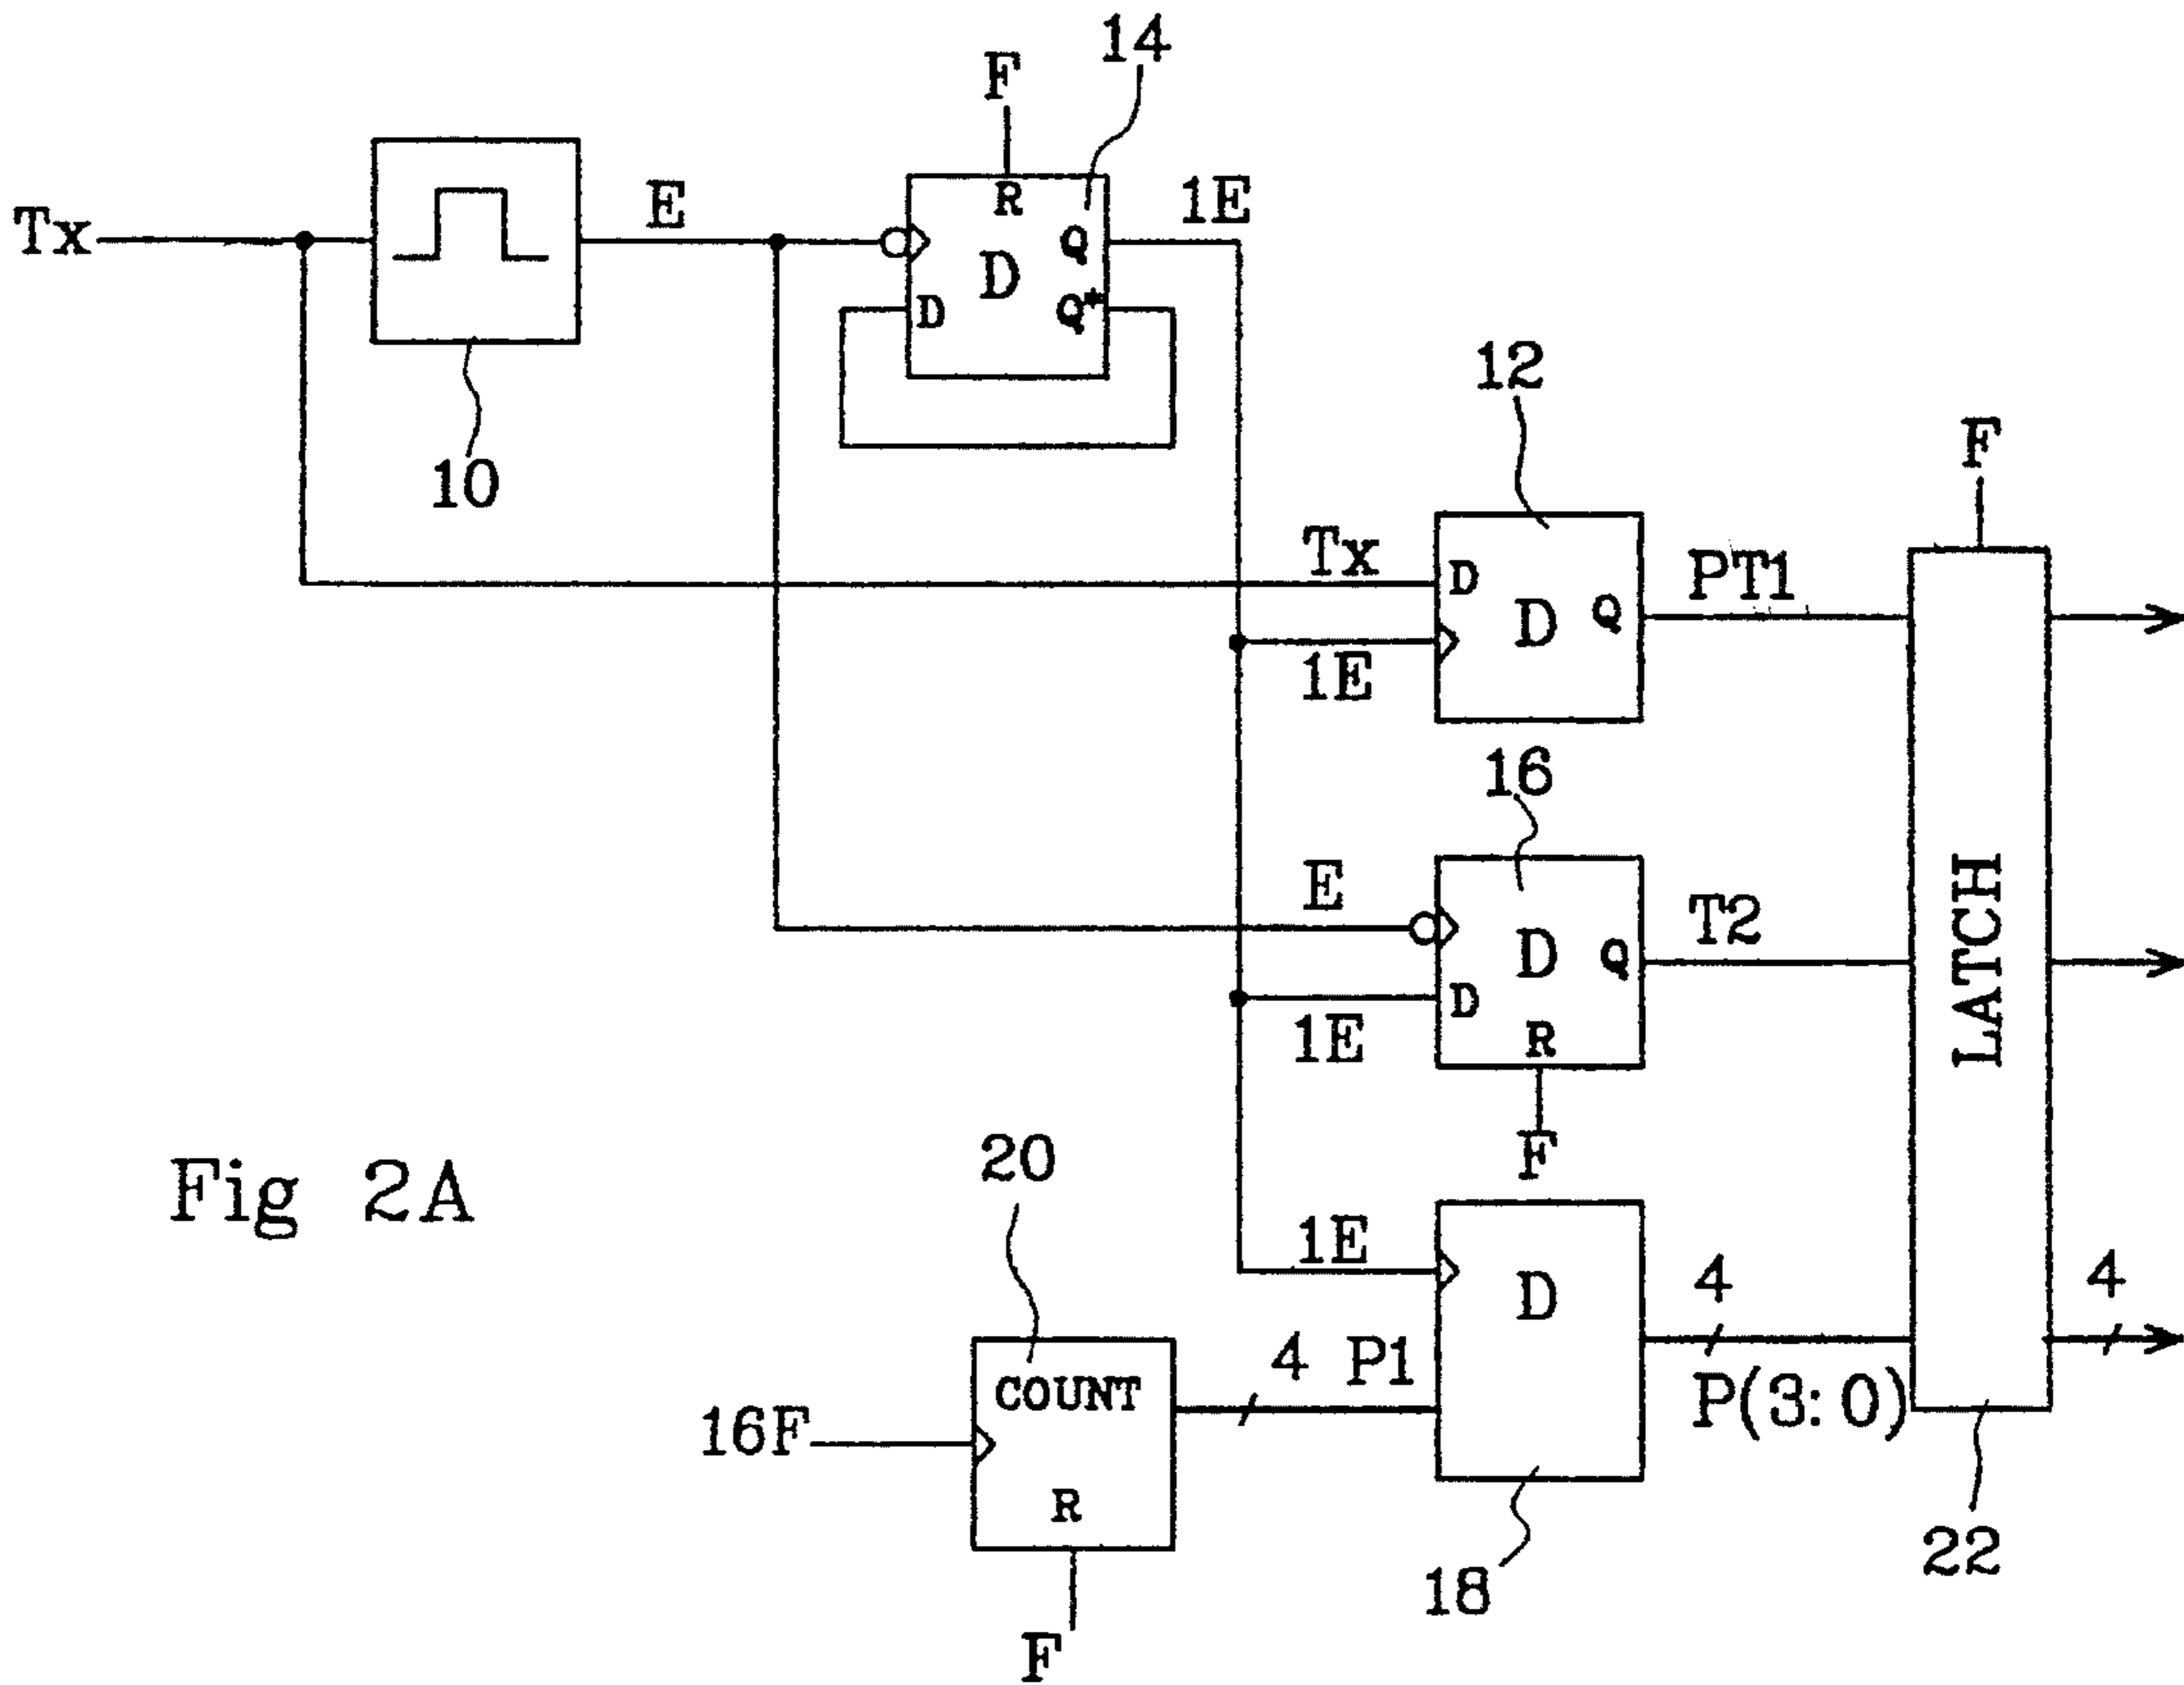 14
F
Tx
E
R
Q
1E
D
D
Q*
10
12
F
Tx
D
D
Q
PT1
1E
16
E
D
Q
T2
D
1E
R
F
LATCH
Fig 2A
20
1E
D
4
4
COUNT
4 P1
P(3:0)
16F
R
18
22
F